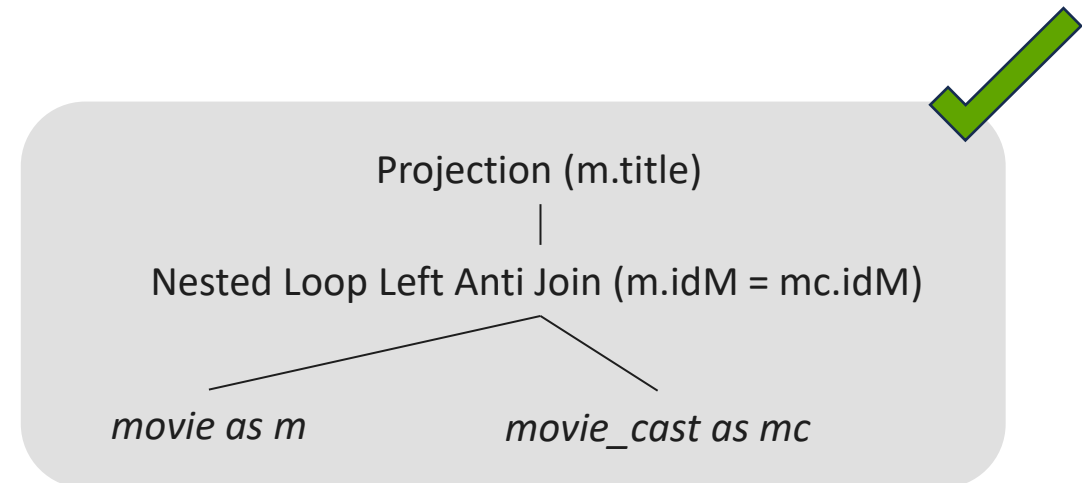 Projection (m.title)
Nested Loop Left Anti Join (m.idM = mc.idM)
movie as m
movie_cast as mc